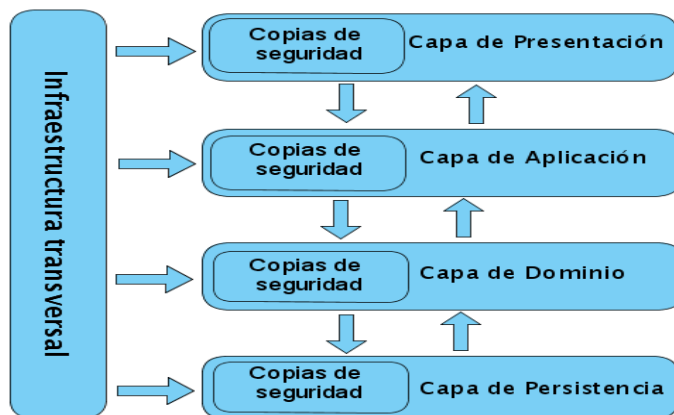 Infraestructura transversal
Copias de
seguridad
Capa de Presentación
Copias de
seguridad
Capa de Aplicación
Copias de
seguridad
Capa de Dominio
Copias de
seguridad
Capa de Persistencia